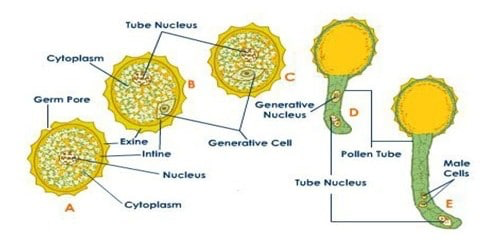 Tube Nucleus
Cytoplasm
B
C
Germ Pore
Generative
Nucleus
D
Exine
Generative Cell
Intine
Pollen Tube
Male
Cells
Nucleus
Tube Nucleus
Cytoplasm
A
E